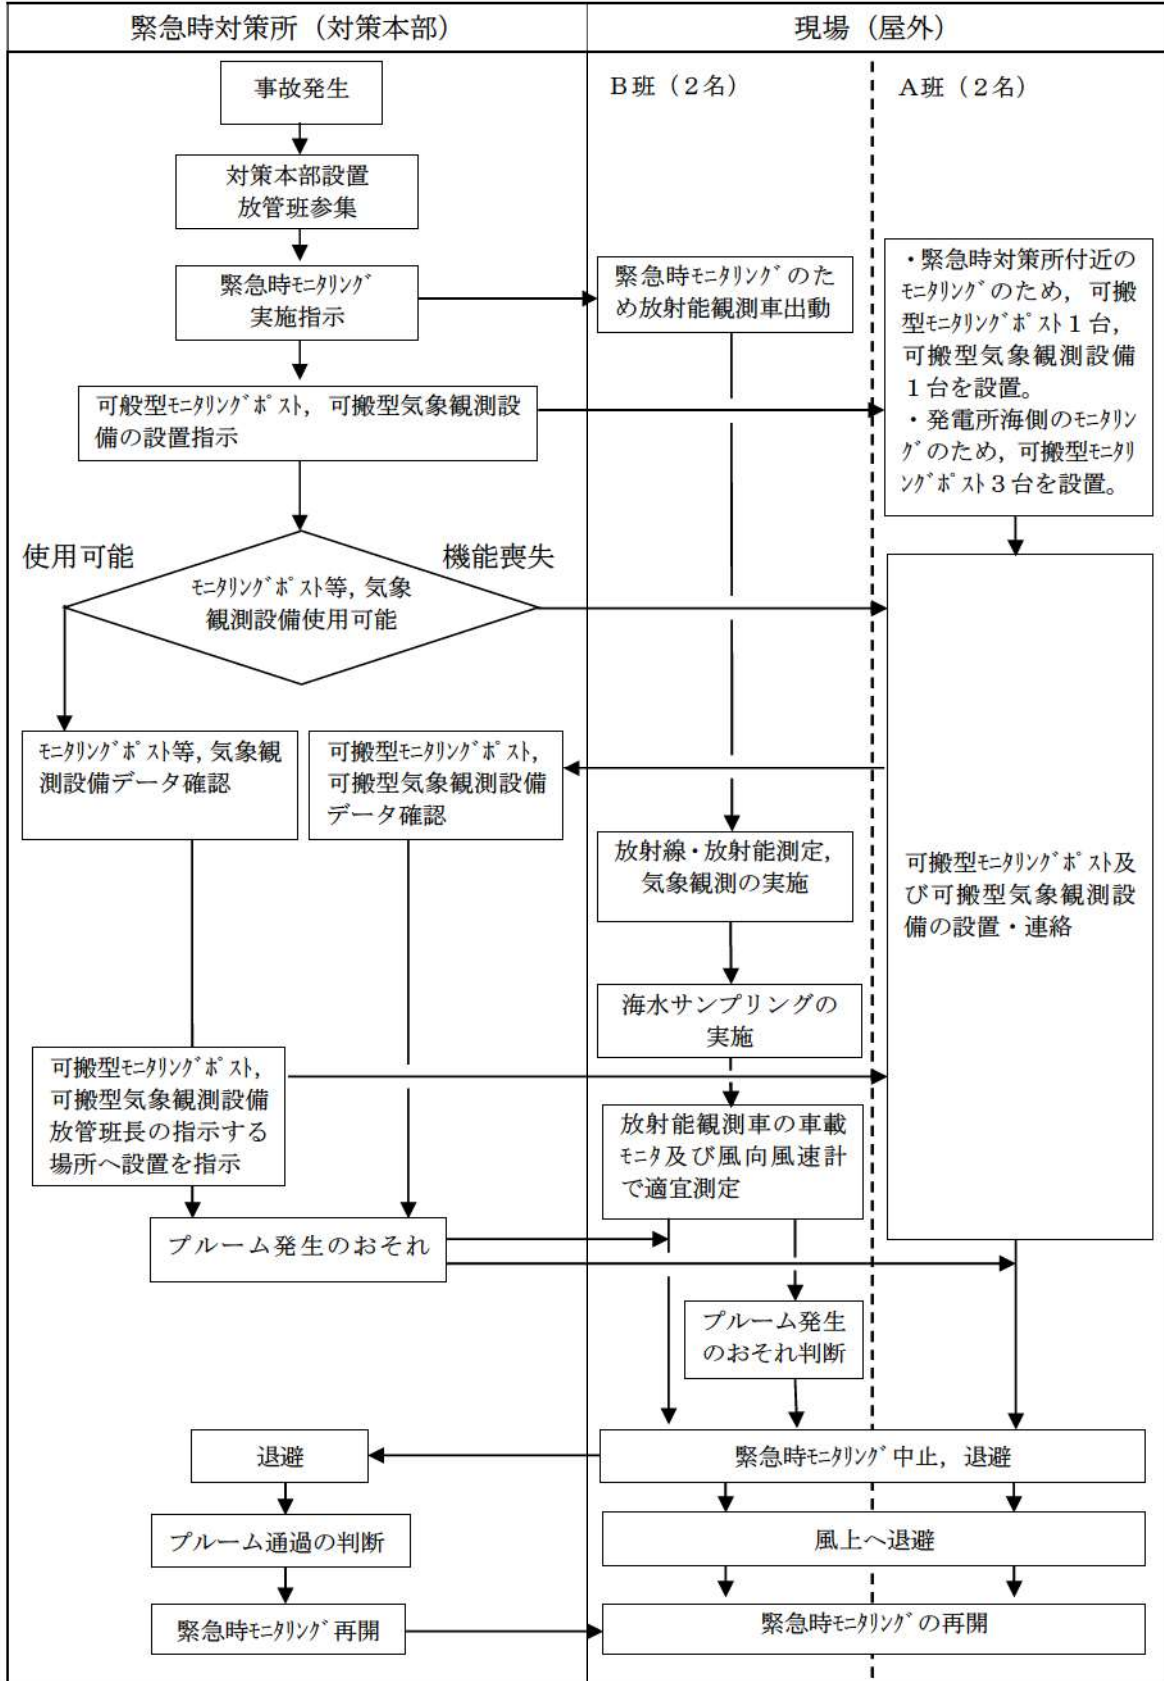 緊急時対策所（対策本部）
現場（屋外）
事故発生
B班（２名）
A班（２名）
対策本部設置
放管班参集
緊急時ﾓﾆﾀﾘﾝｸﾞ
実施指示
緊急時ﾓﾆﾀﾘﾝｸﾞのた
め放射能観測車出動
・緊急時対策所付近の
ﾓﾆﾀﾘﾝｸﾞのため，可搬
型ﾓﾆﾀﾘﾝｸﾞﾎﾟｽﾄ１台，
可搬型気象観測設備
１台を設置。
・発電所海側のﾓﾆﾀﾘﾝ
ｸﾞのため，可搬型ﾓﾆﾀﾘ
ﾝｸﾞﾎﾟｽﾄ３台を設置。
可般型ﾓﾆﾀﾘﾝｸﾞﾎﾟｽﾄ，可搬型気象観測設
備の設置指示
使用可能
機能喪失
ﾓﾆﾀﾘﾝｸﾞﾎﾟｽﾄ等，気象
観測設備使用可能
ﾓﾆﾀﾘﾝｸﾞﾎﾟｽﾄ等，気象観
測設備データ確認
可搬型ﾓﾆﾀﾘﾝｸﾞﾎﾟｽﾄ，
可搬型気象観測設備
データ確認
放射線・放射能測定，
気象観測の実施
可搬型ﾓﾆﾀﾘﾝｸﾞﾎﾟｽﾄ及
び可搬型気象観測設
備の設置・連絡
海水サンプリングの
実施
可搬型ﾓﾆﾀﾘﾝｸﾞﾎﾟｽﾄ，
可搬型気象観測設備
放管班長の指示する
場所へ設置を指示
放射能観測車の車載
ﾓﾆﾀ及び風向風速計
で適宜測定
プルーム発生のおそれ
プルーム発生
のおそれ判断
退避
緊急時ﾓﾆﾀﾘﾝｸﾞ中止，退避
プルーム通過の判断
風上へ退避
緊急時ﾓﾆﾀﾘﾝｸﾞ再開
緊急時ﾓﾆﾀﾘﾝｸﾞの再開